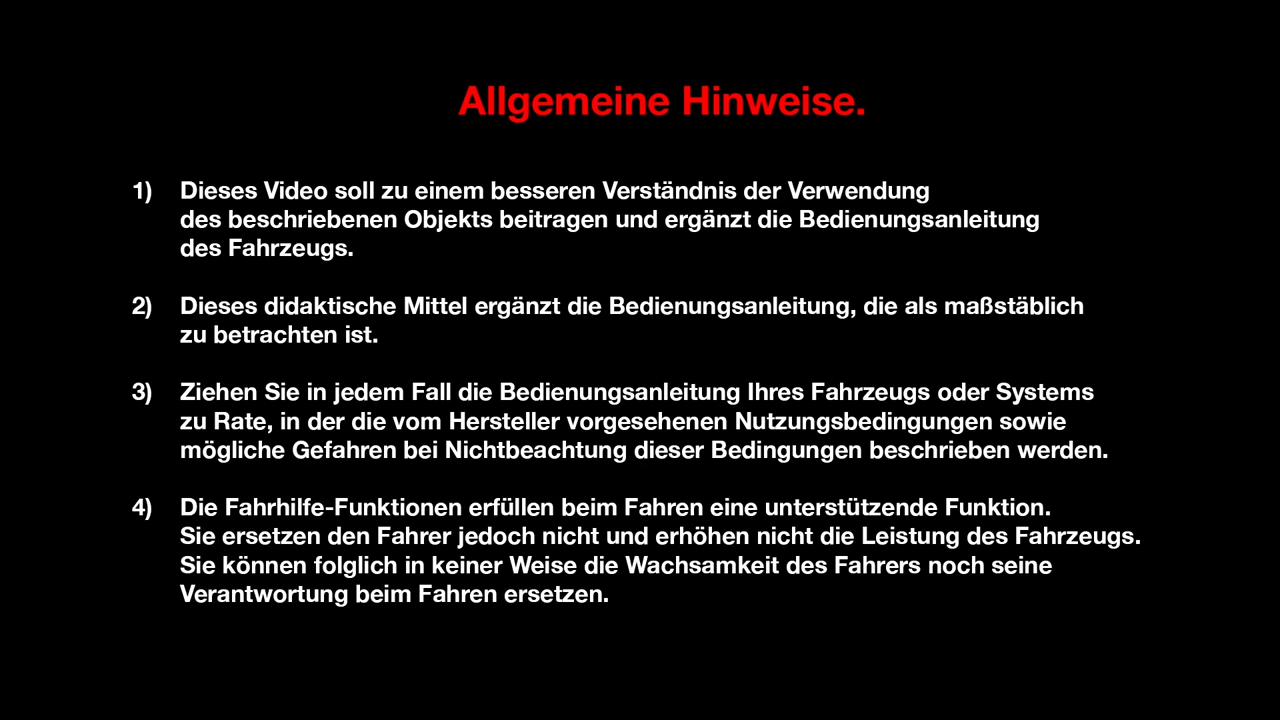 Allgemeine Hinweise.
1) Dieses Video soll zu einem besseren Verständnis der Verwendung
des beschriebenen Objekts beitragen und ergänzt die Bedienungsanleitung
des Fahrzeugs.
2) Dieses didaktische Mittel ergänzt die Bedienungsanleitung, die als maßstäblich
zu betrachten ist.
3) Ziehen Sie in jedem Fall die Bedienungsanleitung Ihres Fahrzeugs oder Systems
zu Rate, in der die vom Hersteller vorgesehenen Nutzungsbedingungen sowie
mögliche Gefahren bei Nichtbeachtung dieser Bedingungen beschrieben werden.
4) Die Fahrhilfe-Funktionen erfüllen beim Fahren eine unterstützende Funktion.
Sie ersetzen den Fahrer jedoch nicht und erhöhen nicht die Leistung des Fahrzeugs.
Sie können folglich in keiner Weise die Wachsamkeit des Fahrers noch seine
Verantwortung beim Fahren ersetzen.